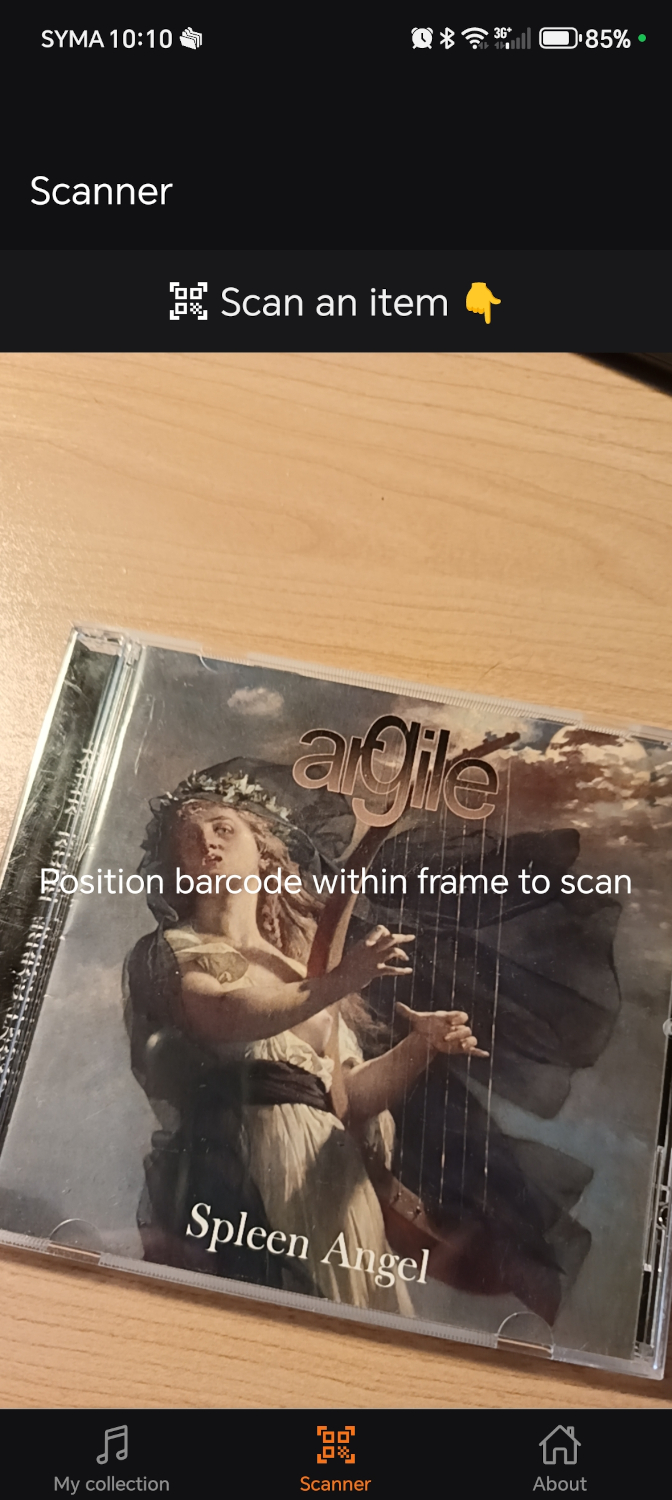 SYMA 10:10
3G+
85%
Scanner
Scan an item 👇
argile
Position barcode within frame to scan
Spleen Angel
My collection
Scanner
About